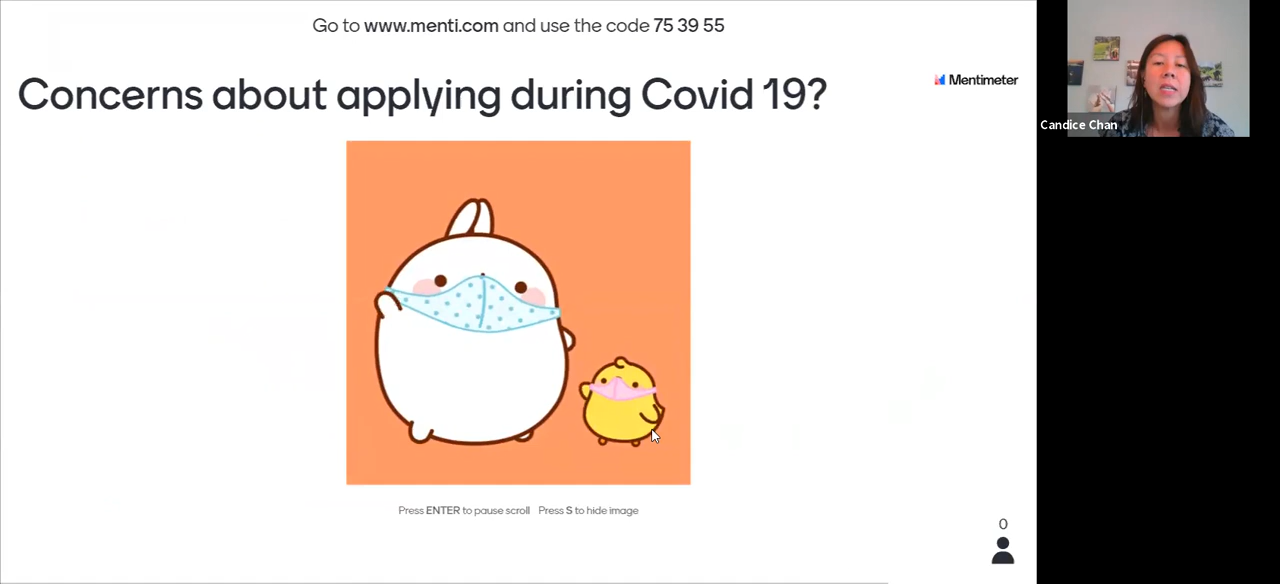 Go to www.menti.com and use the code 75 39 55
Concerns about applying during Covid 19?
Mentimeter
Candice Chan
Press ENTER to pause scroll Press S to hide image
0